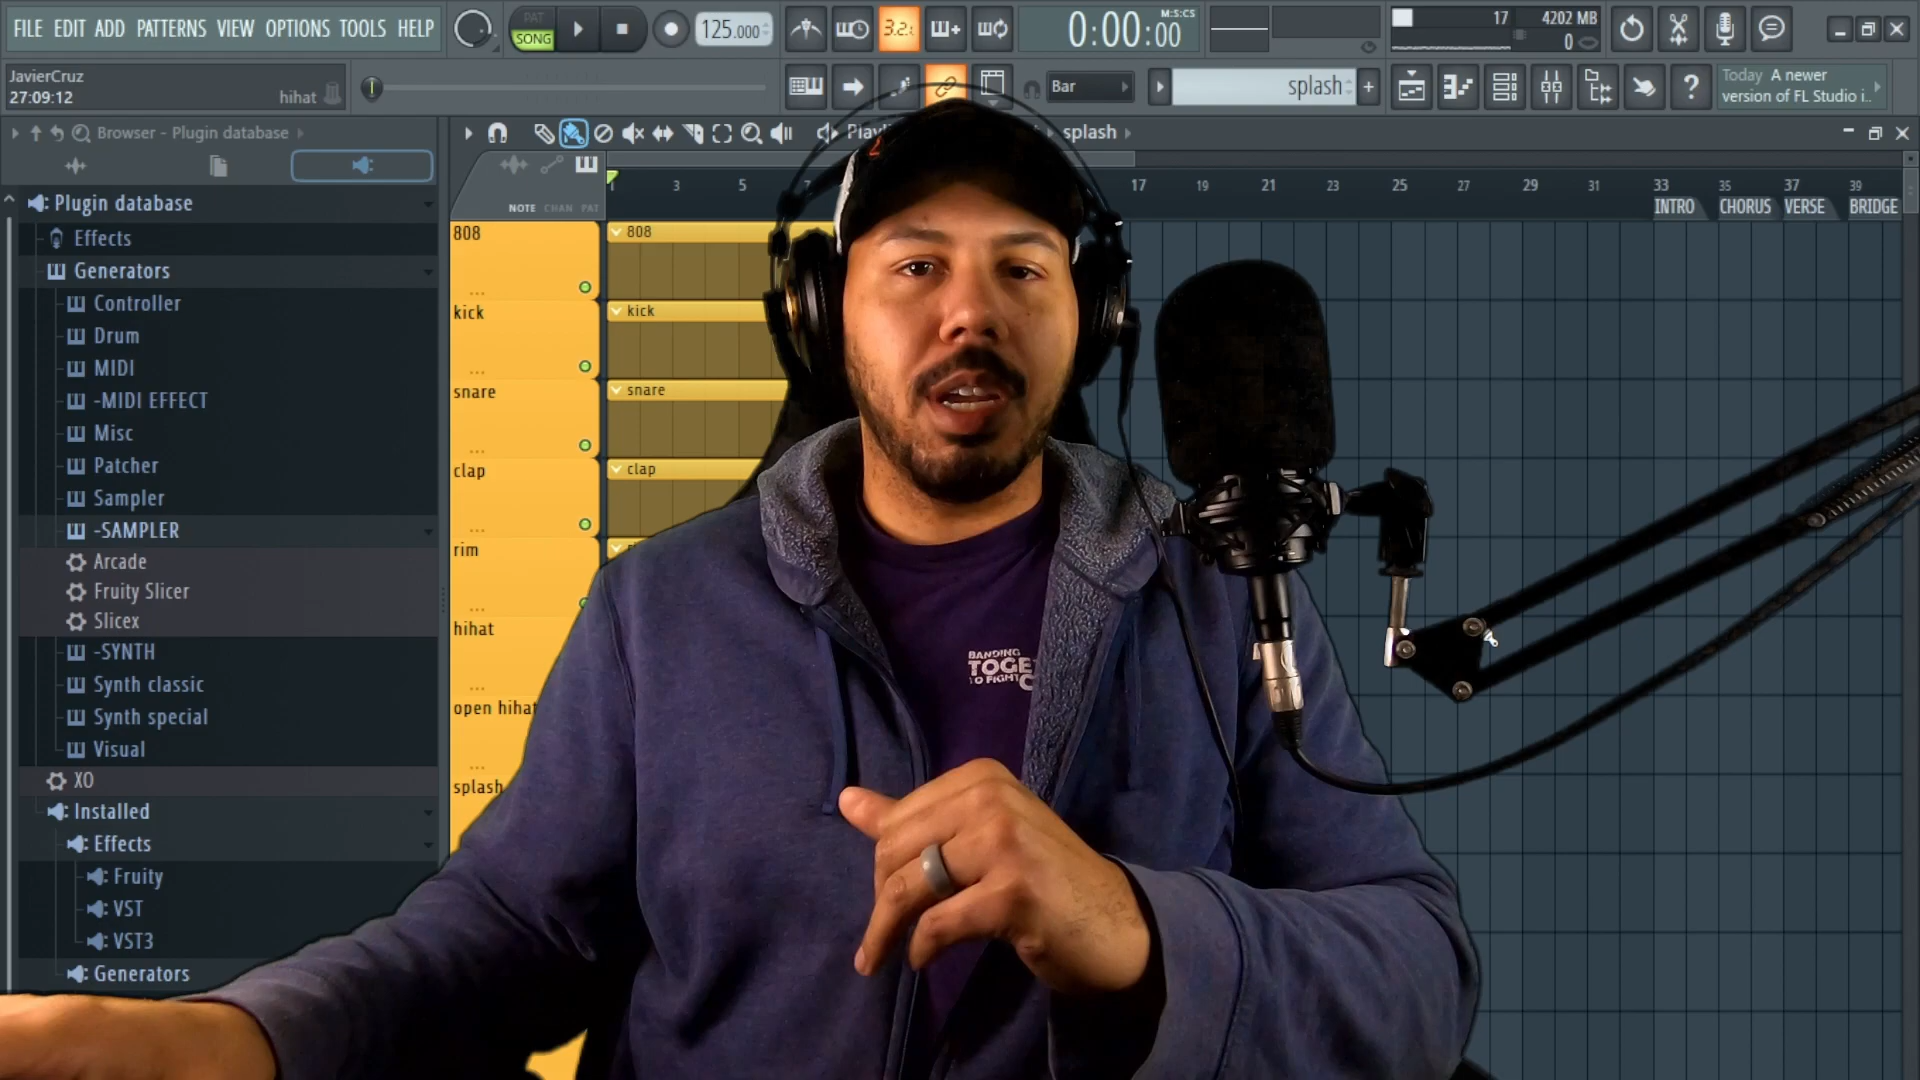 FILE EDIT ADD PATTERNS VIEW OPTIONS TOOLS HELP
PAT
SONG
125.000
3.2.
0:00:00
M:S:CS
17
4202 MB
0
JavierCruz
27:09:12
hihat
Bar
splash
Today A newer
version of FL Studio i..
Browser - Plugin database
splash
Plugin database
Effects
Generators
Controller
Drum
MIDI
-MIDI EFFECT
Misc
Patcher
Sampler
-SAMPLER
Arcade
Fruity Slicer
Slicex
-SYNTH
Synth classic
Synth special
Visual
XO
Installed
Effects
Fruity
VST
VST3
Generators
NOTE CHAN PAT
1 3 5 7 17 19 21 23 25 27 29 31 33 35 37 39
INTRO CHORUS VERSE BRIDGE
808
808
kick
kick
snare
snare
clap
clap
rim
hihat
open hihat
splash
BANDING
TOGE
TO FIGHT